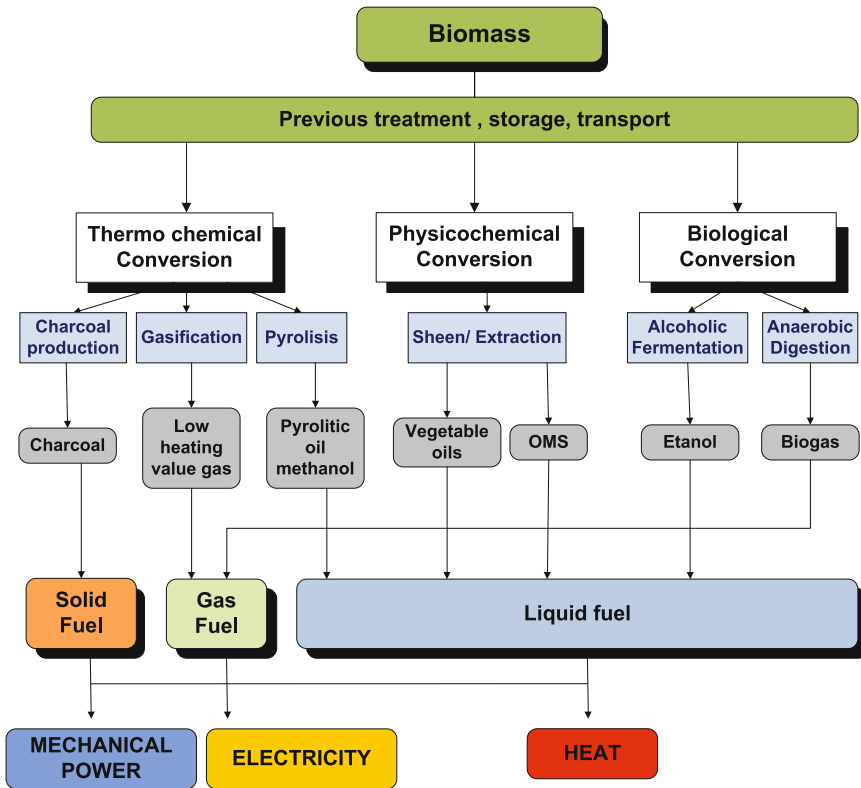 Biomass
Previous treatment , storage, transport
Thermo chemical
Conversion
Physicochemical
Conversion
Biological
Conversion
Charcoal
production
Gasification
Pyrolisis
Sheen/ Extraction
Alcoholic
Fermentation
Anaerobic
Digestion
Charcoal
Low
heating
value gas
Pyrolitic
oil
methanol
Vegetable
oils
OMS
Etanol
Biogas
Solid
Fuel
Gas
Fuel
Liquid fuel
MECHANICAL
POWER
ELECTRICITY
HEAT